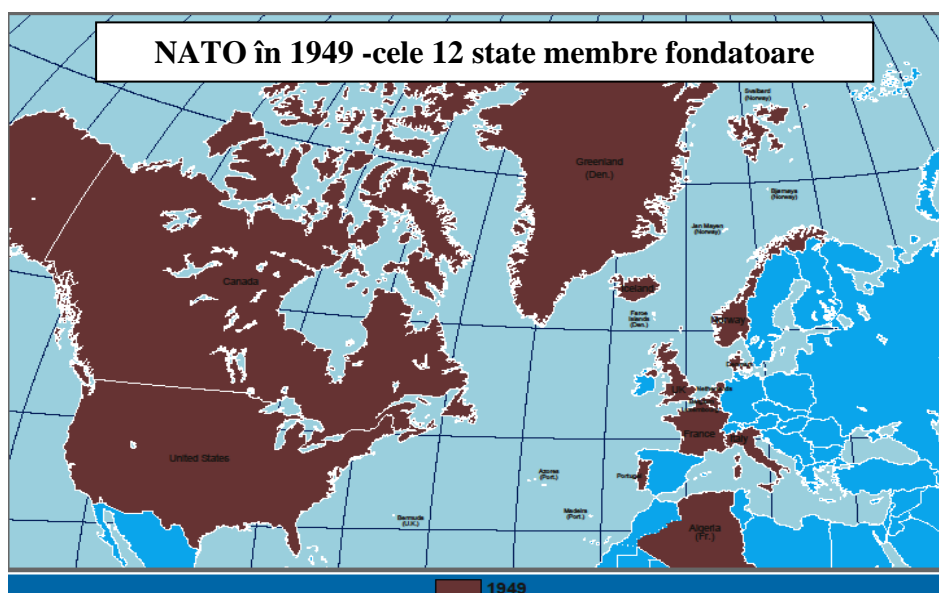 NATO în 1949 -cele 12 state membre fondatoare
Svalbard
(Norway)
Greenland
(Den.)
Bjørnøya
(Norway)
Jan Mayen
(Norway)
Canada
Iceland
Faroe
Islands
(Den.)
Norway
Netherlands
France
Italy
United States
Azores
(Port.)
Portugal
Bermuda
(U.K.)
Madeira
(Port.)
Algeria
(Fr.)
1949